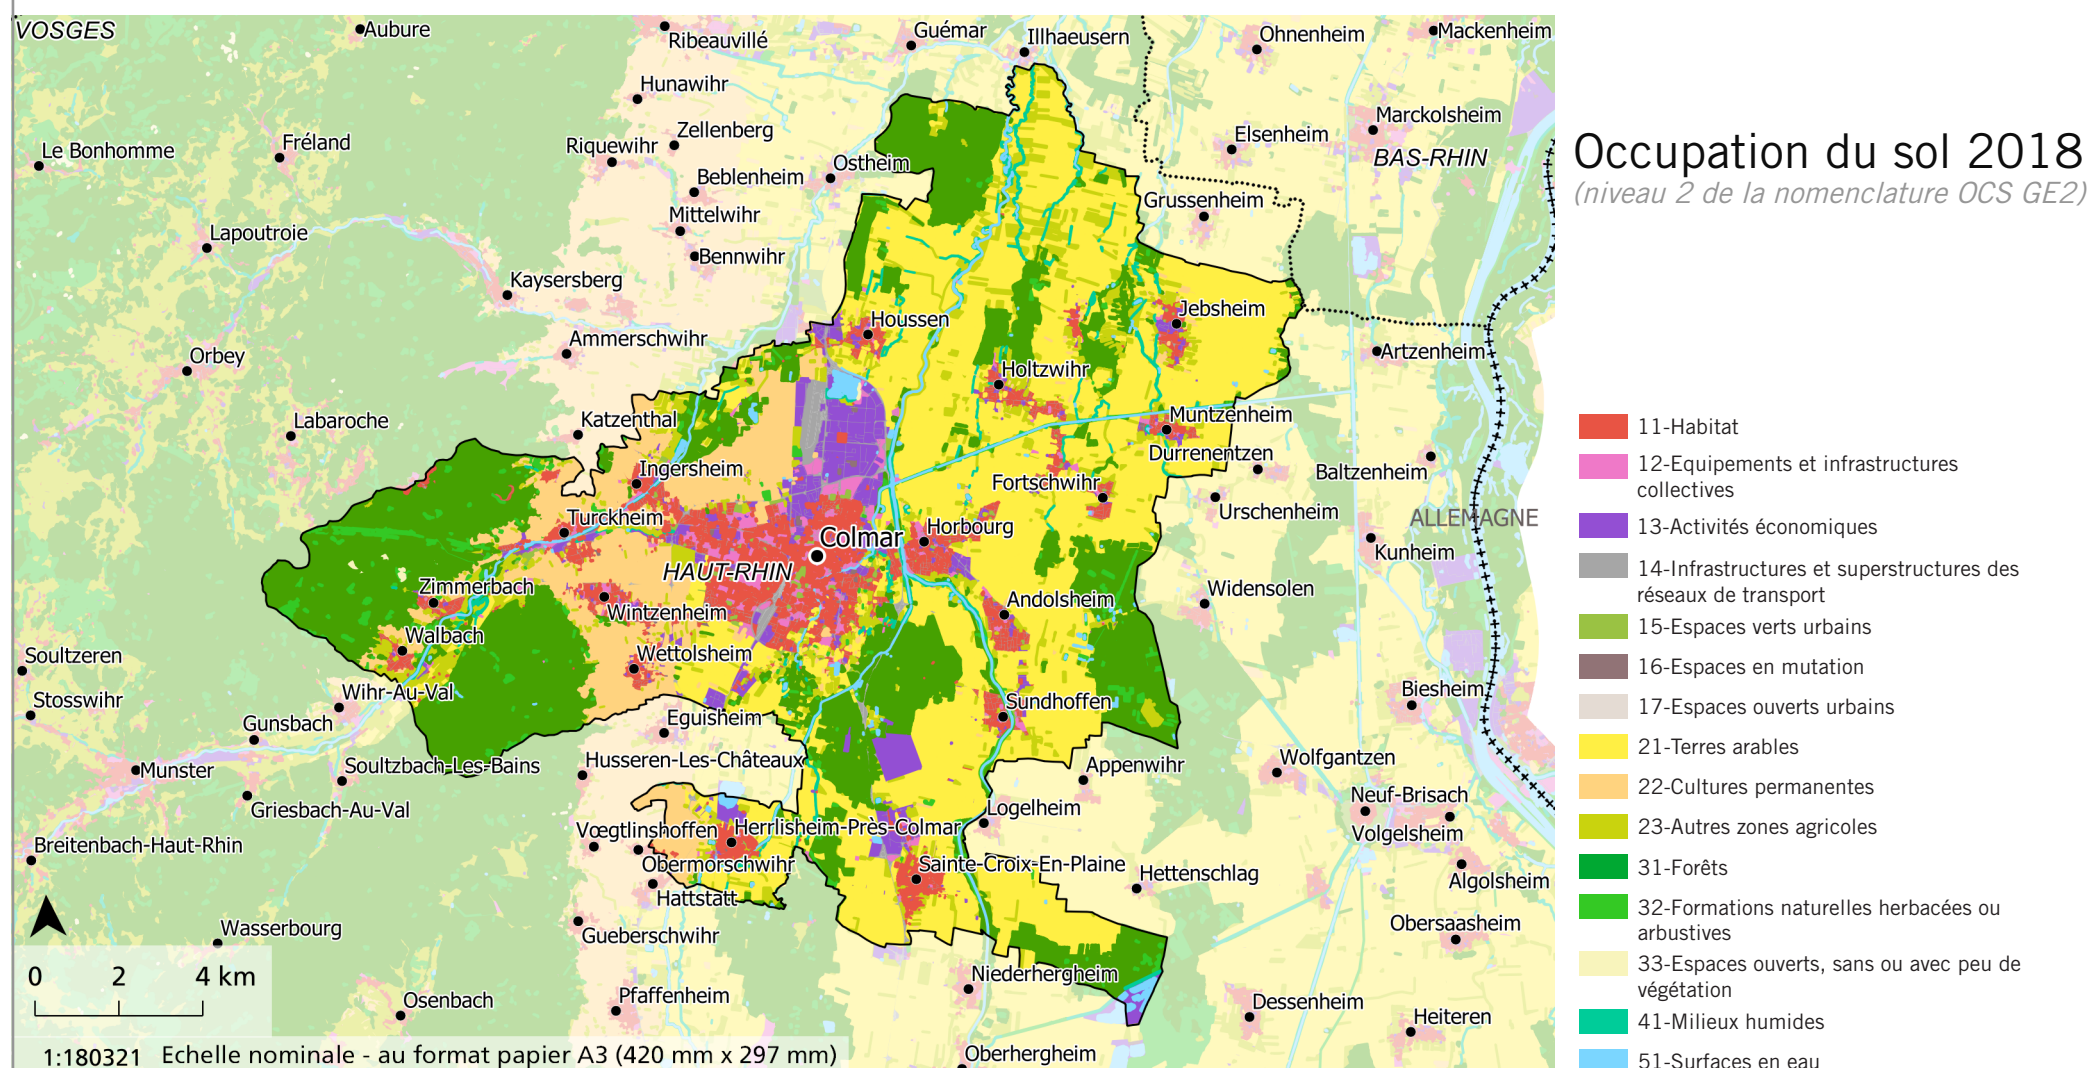 VOSGES
Aubure
Ribeauvillé
Guémar
Illhaeusern
Ohnenheim
Mackenheim
Hunawihr
Marckolsheim
Zellenberg
Elsenheim
Fréland
Riquewihr
Le Bonhomme
BAS-RHIN
Ostheim
Beblenheim
Grussenheim
Mittelwihr
Lapoutroie
Bennwihr
Kaysersberg
Jebsheim
Houssen
Ammerschwihr
Artzenheim
Orbey
Holtzwihr
Muntzenheim
Katzenthal
Labaroche
Durrenentzen
Ingersheim
Baltzenheim
Fortschwihr
Urschenheim
Turckheim
ALLEMAGNE
Horbourg
Colmar
Kunheim
HAUT-RHIN
Zimmerbach
Widensolen
Andolsheim
Wintzenheim
Walbach
Wettolsheim
Soultzeren
Wihr-Au-Val
Biesheim
Stosswihr
Sundhoffen
Eguisheim
Gunsbach
Wolfgantzen
Husseren-Les-Châteaux
Soultzbach-Les-Bains
Appenwihr
Munster
Neuf-Brisach
Griesbach-Au-Val
Logelheim
Vœgtlinshoffen
Herrlisheim-Près-Colmar
Volgelsheim
Breitenbach-Haut-Rhin
Obermorschwihr
Sainte-Croix-En-Plaine
Hettenschlag
Algolsheim
Hattstatt
Obersaasheim
Wasserbourg
Gueberschwihr
Niederhergheim
Osenbach
Pfaffenheim
Dessenheim
Heiteren
Oberhergheim
0 2 4 km
1:180321 Echelle nominale - au format papier A3 (420 mm x 297 mm)
Occupation du sol 2018
(niveau 2 de la nomenclature OCS GE2)
11-Habitat
12-Equipements et infrastructures
collectives
13-Activités économiques
14-Infrastructures et superstructures des
réseaux de transport
15-Espaces verts urbains
16-Espaces en mutation
17-Espaces ouverts urbains
21-Terres arables
22-Cultures permanentes
23-Autres zones agricoles
31-Forêts
32-Formations naturelles herbacées ou
arbustives
33-Espaces ouverts, sans ou avec peu de
végétation
41-Milieux humides
51-Surfaces en eau